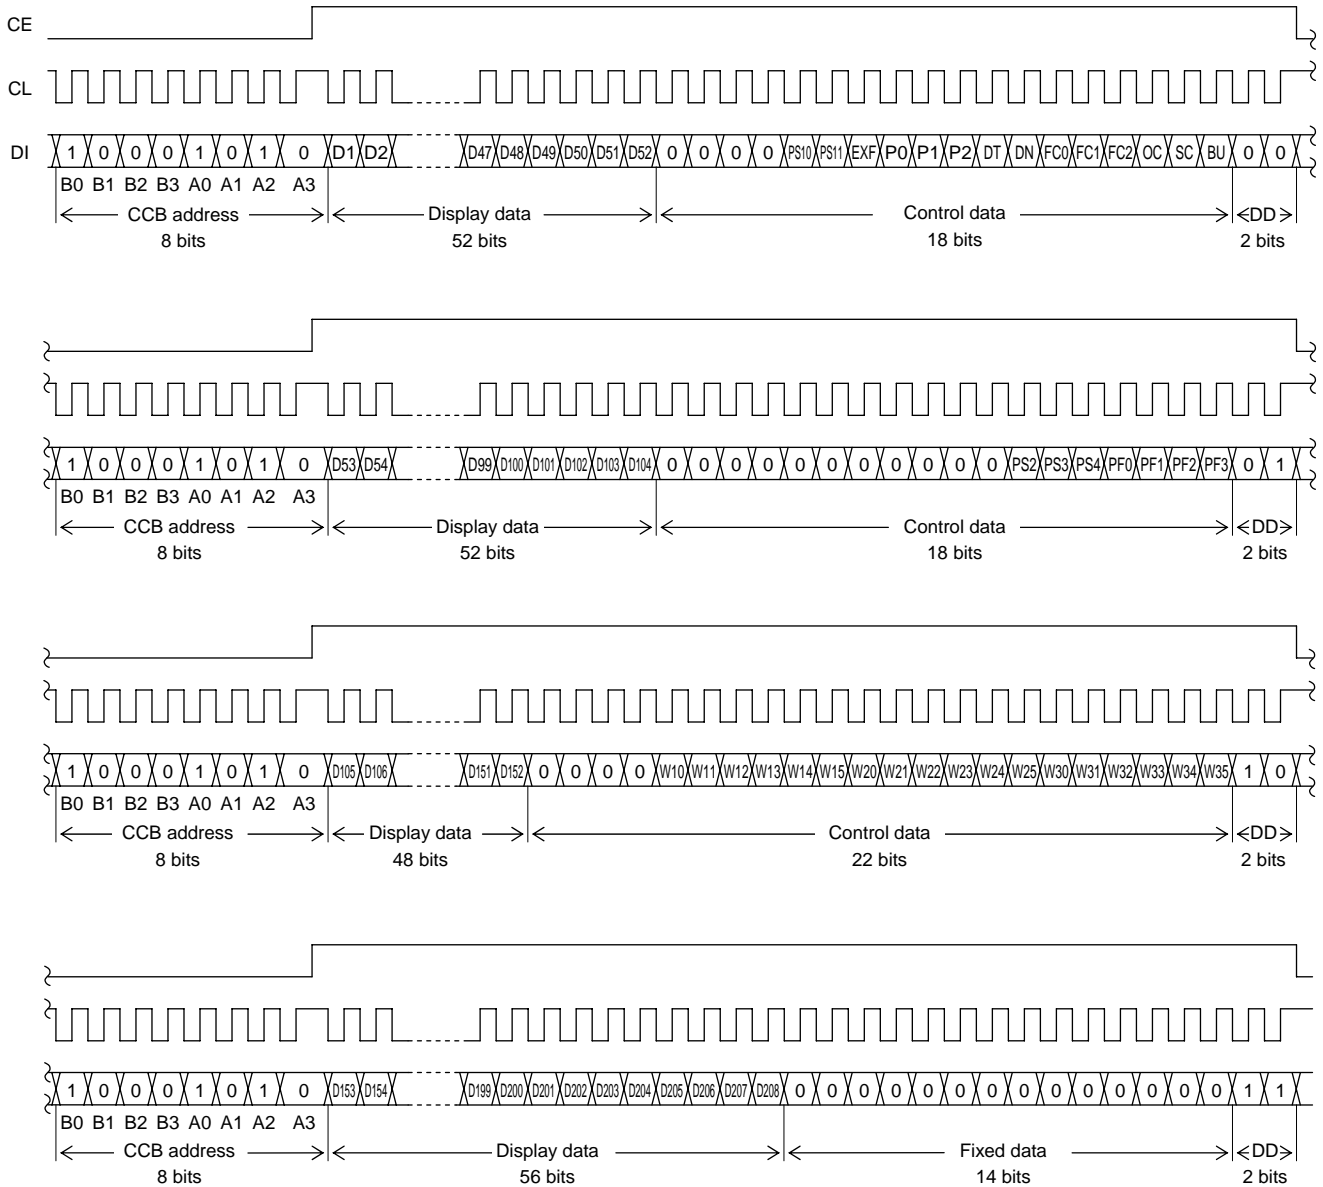 CE
CL
DI 1 0 0 0 1 0 1 0 D1 D2 D47 D48 D49 D50 D51 D52 0 0 0 0 PS10 PS11 EXF P0 P1 P2 DT DN FC0 FC1 FC2 OC SC BU 0 0
B0 B1 B2 B3 A0 A1 A2 A3
CCB address Display data Control data DD
8 bits 52 bits 18 bits 2 bits
1 0 0 0 1 0 1 0 D53 D54 D99 D100 D101 D102 D103 D104 0 0 0 0 0 0 0 0 0 0 0 PS2 PS3 PS4 PF0 PF1 PF2 PF3 0 1
B0 B1 B2 B3 A0 A1 A2 A3
CCB address Display data Control data DD
8 bits 52 bits 18 bits 2 bits
1 0 0 0 1 0 1 0 D105 D106 D151 D152 0 0 0 0 W10 W11 W12 W13 W14 W15 W20 W21 W22 W23 W24 W25 W30 W31 W32 W33 W34 W35 1 0
B0 B1 B2 B3 A0 A1 A2 A3
CCB address Display data Control data DD
8 bits 48 bits 22 bits 2 bits
1 0 0 0 1 0 1 0 D153 D154 D199 D200 D201 D202 D203 D204 D205 D206 D207 D208 0 0 0 0 0 0 0 0 0 0 0 0 0 0 1 1
B0 B1 B2 B3 A0 A1 A2 A3
CCB address Display data Fixed data DD
8 bits 56 bits 14 bits 2 bits